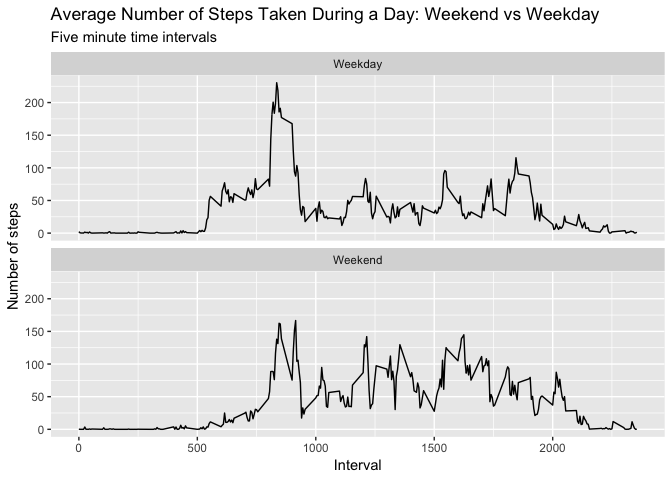 Average Number of Steps Taken During a Day: Weekend vs Weekday
Five minute time intervals
Weekday
200
150
100
50
0
Weekend
200
150
100
50
0
Number of steps
0 500 1000 1500 2000
Interval